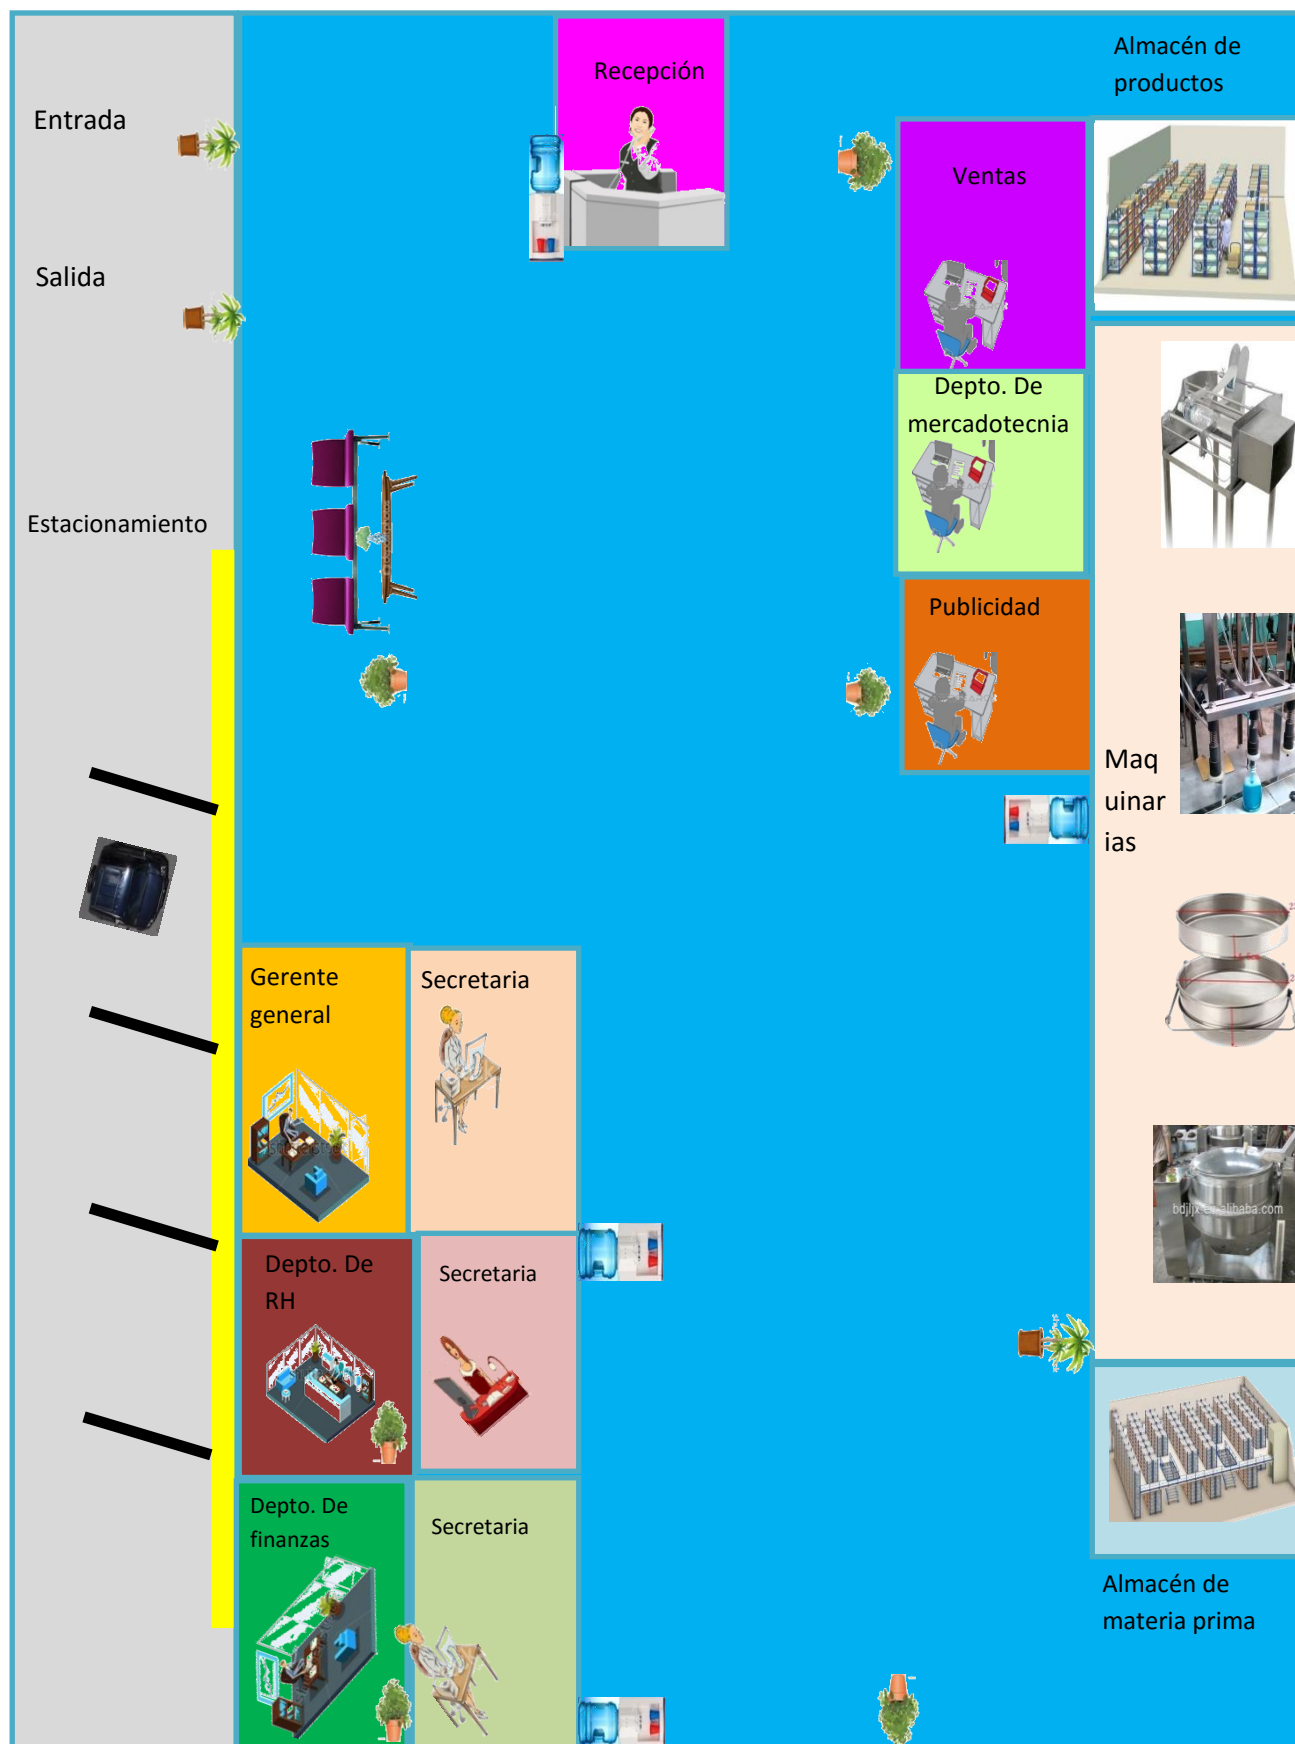 Entrada
Salida
Estacionamiento
Recepción
Almacén de
productos
Ventas
Depto. De
mercadotecnia
Publicidad
Maq
uinar
ias
Gerente
general
Secretaria
Depto. De
RH
Secretaria
Depto. De
finanzas
Secretaria
Almacén de
materia prima